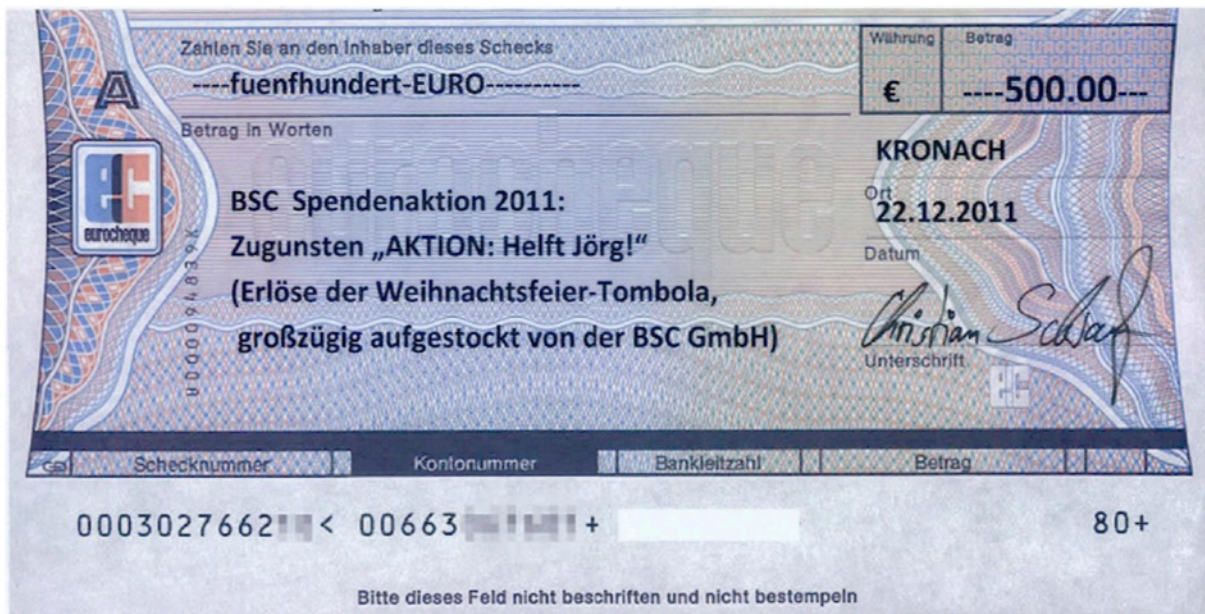 Zahlen Sie an den Inhaber dieses Schecks
Währung Betrag
----fuenfhundert-EURO----------
€ ----500.00---
Betrag in Worten
A
eurocheque
KRONACH
Ort
BSC Spendenaktion 2011:
22.12.2011
Zugunsten „AKTION: Helft Jörg!“
Datum
(Erlöse der Weihnachtsfeier-Tombola,
großzügig aufgestockt von der BSC GmbH)
Christian Scharf
Unterschrift
ec
Schecknummer Kontonummer Bankleitzahl Betrag
0003027662 < 00663 + 80+
Bitte dieses Feld nicht beschriften und nicht bestempeln